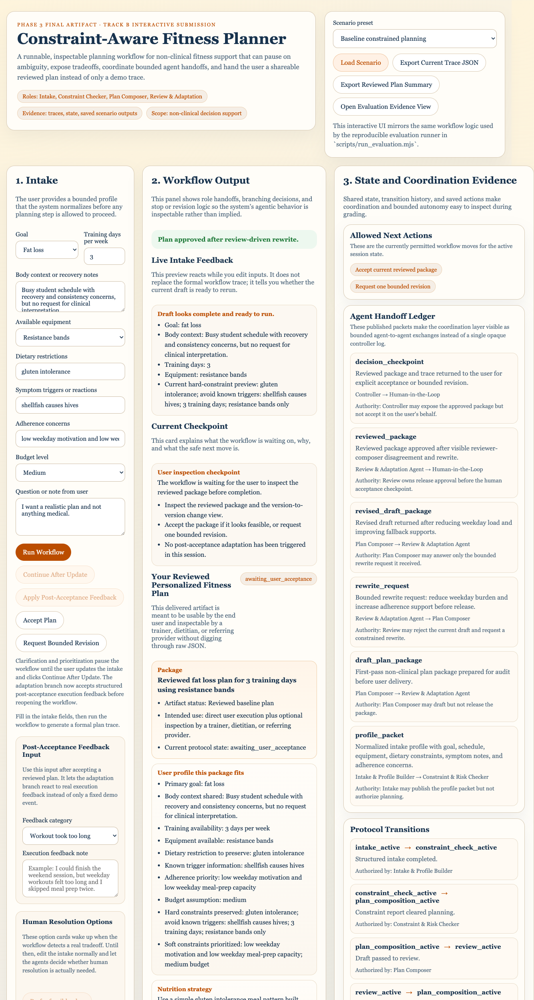 PHASE 3 FINAL ARTIFACT · TRACK B INTERACTIVE SUBMISSION
Constraint-Aware Fitness Planner
A runnable, inspectable planning workflow for non-clinical fitness support that can pause on
ambiguity, expose tradeoffs, coordinate bounded agent handoffs, and hand the user a shareable
reviewed plan instead of only a demo trace.
Roles: Intake, Constraint Checker, Plan Composer, Review & Adaptation
Evidence: traces, state, saved scenario outputs
Scope: non-clinical decision support
Scenario preset
Baseline constrained planning
Load Scenario
Export Current Trace JSON
Export Reviewed Plan Summary
Open Evaluation Evidence View
This interactive UI mirrors the same workflow logic used
by the reproducible evaluation runner in
`scripts/run_evaluation.mjs`.
1. Intake
The user provides a bounded profile
that the system normalizes before any
planning step is allowed to proceed.
Goal
Fat loss
Training days
per week
3
Body context or recovery notes
Busy student schedule with
recovery and consistency concerns,
but no request for clinical
interpretation
Available equipment
Resistance bands
Dietary restrictions
gluten intolerance
Symptom triggers or reactions
shellfish causes hives
Adherence concerns
low weekday motivation and low wee
Budget level
Medium
Question or note from user
I want a realistic plan and not
anything medical.
Run Workflow
Continue After Update
Apply Post-Acceptance Feedback
Accept Plan
Request Bounded Revision
Clarification and prioritization pause the
workflow until the user updates the intake
and clicks Continue After Update. The
adaptation branch now accepts structured
post-acceptance execution feedback before
reopening the workflow.
Fill in the intake fields, then run the
workflow to generate a formal plan trace.
Post-Acceptance Feedback
Input
Use this input after accepting a
reviewed plan. It lets the adaptation
branch react to real execution
feedback instead of only a fixed demo
event.
Feedback category
Workout took too long
Execution feedback note
Example: I could finish the
weekend session, but weekday
workouts felt too long and I
skipped meal prep twice.
Human Resolution Options
These option cards wake up when the
workflow detects a real tradeoff. Until
then, edit the intake normally and let
the agents decide whether human
resolution is actually needed.
2. Workflow Output
This panel shows role handoffs, branching decisions, and
stop or revision logic so the system's agentic behavior is
inspectable rather than implied.
Plan approved after review-driven rewrite.
Live Intake Feedback
This preview reacts while you edit inputs. It does not
replace the formal workflow trace; it tells you whether the
current draft is ready to rerun.
Draft looks complete and ready to run.
• Goal: fat loss
• Body context: Busy student schedule with recovery
and consistency concerns, but no request for
clinical interpretation.
• Training days: 3
• Equipment: resistance bands
• Current hard-constraint preview: gluten
intolerance; avoid known triggers: shellfish causes
hives; 3 training days; resistance bands only
Current Checkpoint
This card explains what the workflow is waiting on, why,
and what the safe next move is.
User inspection checkpoint
The workflow is waiting for the user to inspect the
reviewed package before completion.
• Inspect the reviewed package and the version-to-
version change view.
• Accept the package if it looks feasible, or request
one bounded revision.
• No post-acceptance adaptation has been triggered
in this session.
Your Reviewed
Personalized Fitness
Plan
awaiting_user_acceptance
This delivered artifact is
meant to be usable by the end
user and inspectable by a
trainer, dietitian, or referring
provider without digging
through raw JSON.
Package
Reviewed fat loss plan for 3 training days
using resistance bands
• Artifact status: Reviewed baseline plan
• Intended use: direct user execution plus optional
inspection by a trainer, dietitian, or referring
provider.
• Current protocol state: awaiting_user_acceptance
User profile this package fits
• Primary goal: fat loss
• Body context shared: Busy student schedule with
recovery and consistency concerns, but no request
for clinical interpretation.
• Training availability: 3 days per week
• Equipment available: resistance bands
• Dietary restriction to preserve: gluten intolerance
• Known trigger information: shellfish causes hives
• Adherence priority: low weekday motivation and
low weekday meal-prep capacity
• Budget assumption: medium
• Hard constraints preserved: gluten intolerance;
avoid known triggers: shellfish causes hives; 3
training days; resistance bands only
• Soft constraints prioritized: low weekday
motivation and low weekday meal-prep capacity;
medium budget
Nutrition strategy
Use a simple gluten intolerance meal pattern built
3. State and Coordination Evidence
Shared state, transition history, and saved actions make
coordination and bounded autonomy easy to inspect during
grading.
Allowed Next Actions
These are the currently permitted workflow moves for the active
session state.
Accept current reviewed package
Request one bounded revision
Agent Handoff Ledger
These published packets make the coordination layer visible as
bounded agent-to-agent exchanges instead of a single opaque
controller log.
decision_checkpoint
Reviewed package and trace returned to the user for
explicit acceptance or bounded revision.
Controller → Human-in-the-Loop
Authority: Controller may expose the approved package but
not accept it on the user's behalf.
reviewed_package
Reviewed package approved after visible reviewer-
composer disagreement and rewrite.
Review & Adaptation Agent → Human-in-the-Loop
Authority: Review owns release approval before the human
acceptance checkpoint.
revised_draft_package
Revised draft returned after reducing weekday load and
improving fallback supports.
Plan Composer → Review & Adaptation Agent
Authority: Plan Composer may answer only the bounded
rewrite request it received.
rewrite_request
Bounded rewrite request: reduce weekday burden and
increase adherence support before release.
Review & Adaptation Agent → Plan Composer
Authority: Review may reject the current draft and request a
constrained rewrite.
draft_plan_package
First-pass non-clinical plan package prepared for audit
before user delivery.
Plan Composer → Review & Adaptation Agent
Authority: Plan Composer may draft but not release the
package.
profile_packet
Normalized intake profile with goal, schedule,
equipment, dietary constraints, symptom notes, and
adherence concerns.
Intake & Profile Builder → Constraint & Risk Checker
Authority: Intake may publish the profile packet but not
authorize planning.
Protocol Transitions
intake_active → constraint_check_active
Structured intake completed.
Authorized by: Intake & Profile Builder
constraint_check_active →
plan_composition_active
Constraint report cleared planning.
Authorized by: Constraint & Risk Checker
plan_composition_active → review_active
Draft passed to review.
Authorized by: Plan Composer
review_active → plan_composition_active